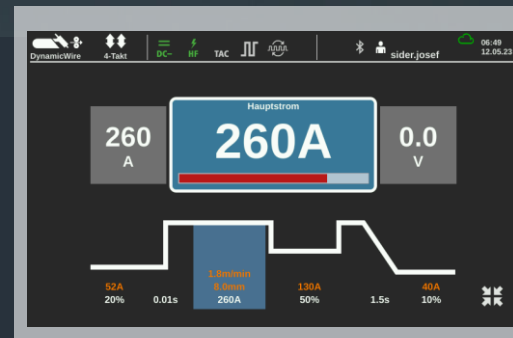 DynamicWire 4-Takt DC− HF TAC sider.josef 06:49
12.05.23
Hauptstrom
260 260A 0.0
A V
1.8m/min
52A 8.0mm 130A 40A
20% 0.01s 260A 50% 1.5s 10%